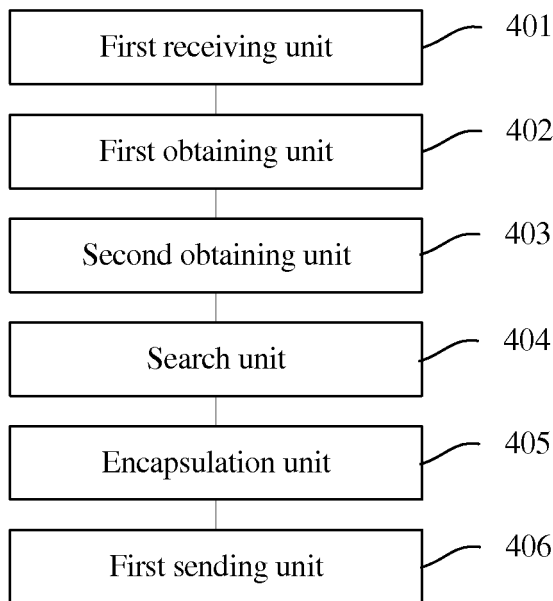 First receiving unit 401
First obtaining unit 402
Second obtaining unit 403
Search unit 404
Encapsulation unit 405
First sending unit 406